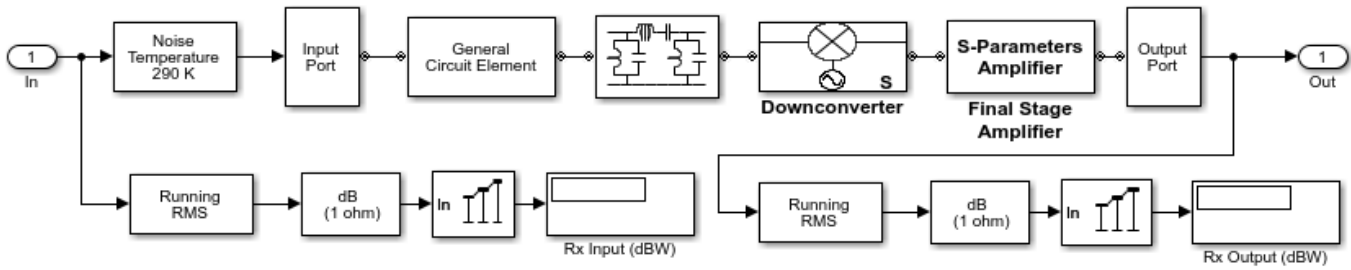 1
In
Noise
Temperature
290 K
Input
Port
General
Circuit Element
S
Downconverter
S-Parameters
Amplifier
Final Stage
Amplifier
Output
Port
1
Out
Running
RMS
dB
(1 ohm)
In
Rx Input (dBW)
Running
RMS
dB
(1 ohm)
In
Rx Output (dBW)